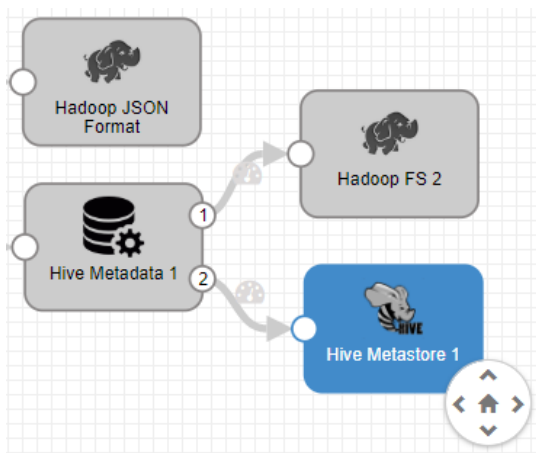 Hadoop JSON
Format
Hadoop FS 2
1
Hive Metadata 1
2
HIVE
Hive Metastore 1